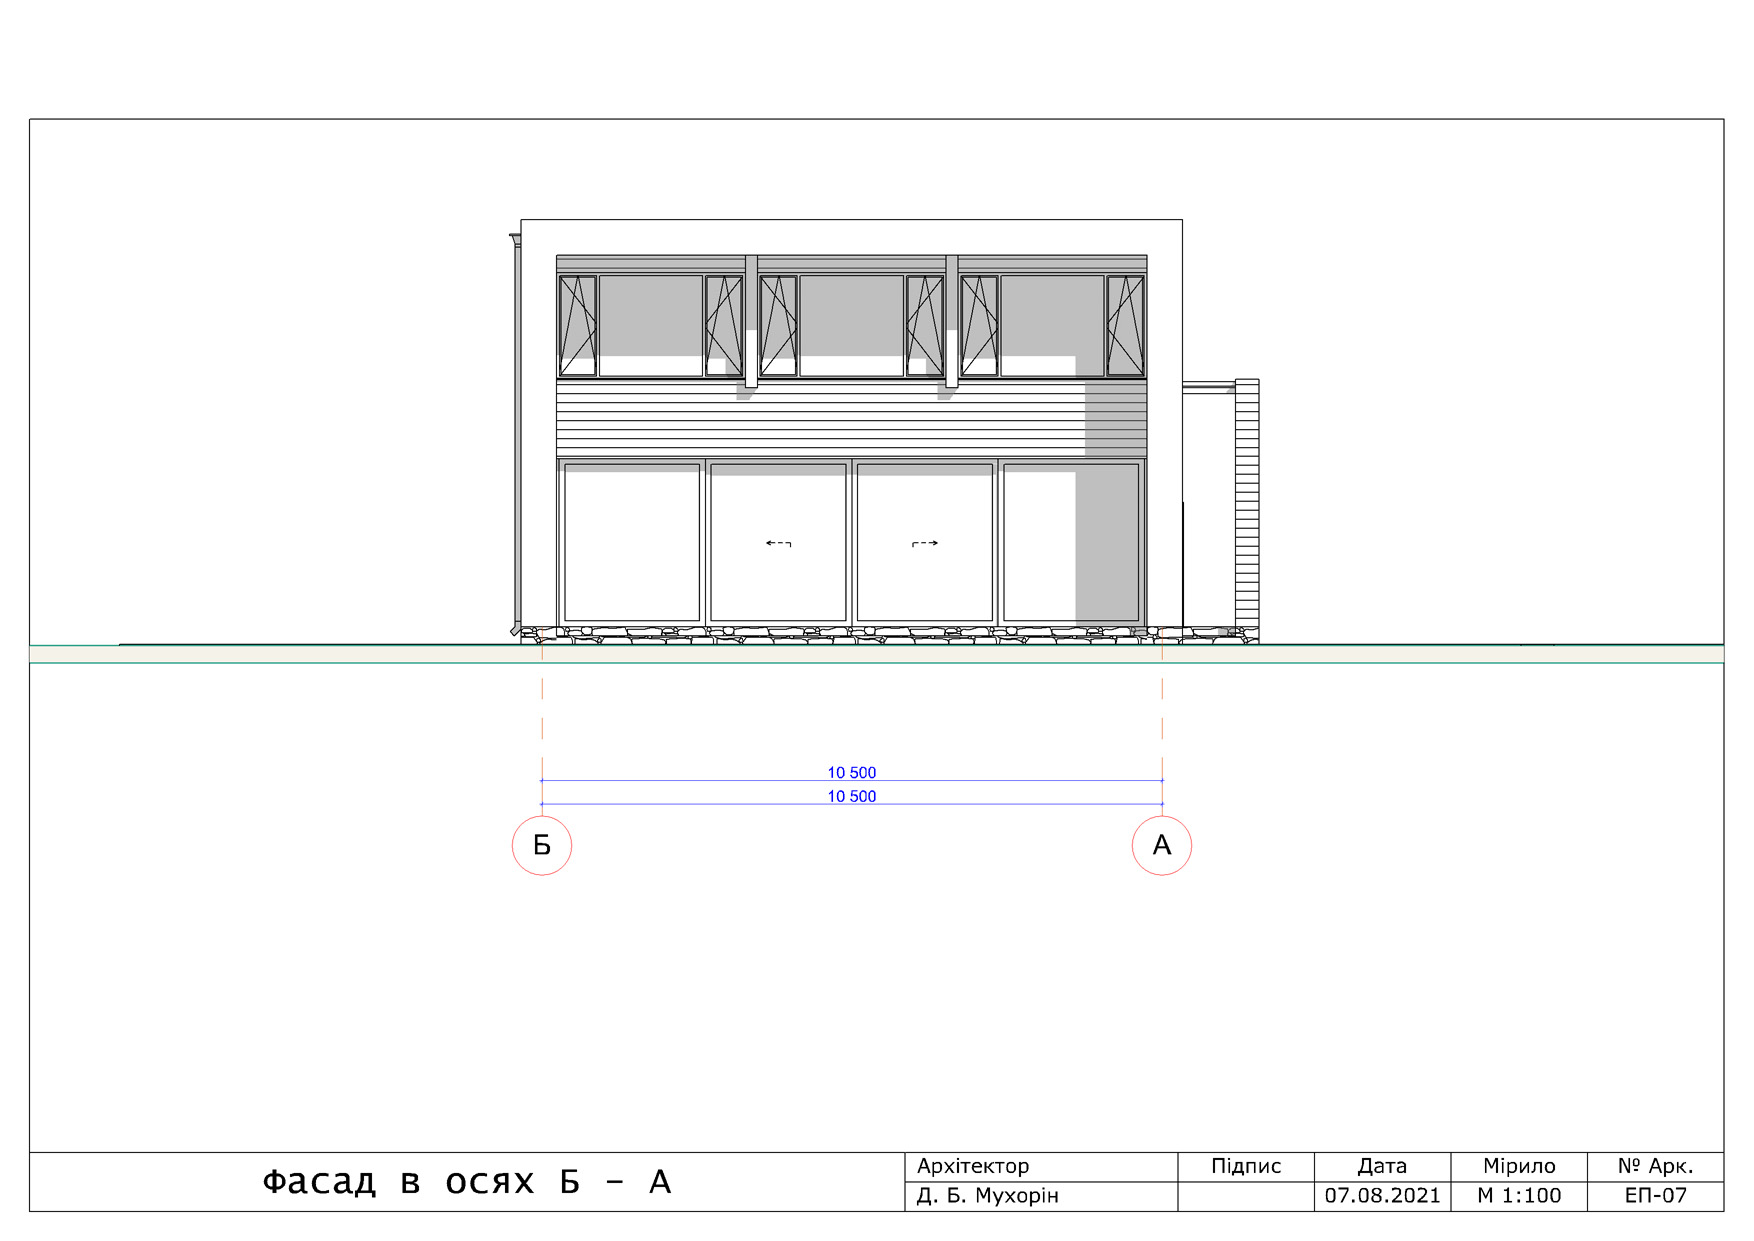 10 500
10 500
Б А
Фасад в осях Б – А
Архітектор Підпис Дата Мірило № Арк.
Д. Б. Мухорін 07.08.2021 М 1:100 ЕП-07